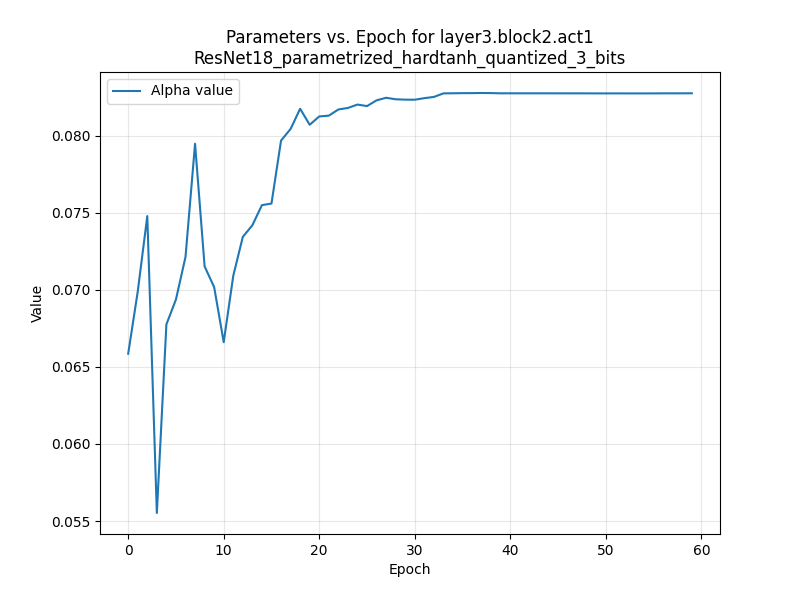 Parameters vs. Epoch for layer3.block2.act1
ResNet18_parametrized_hardtanh_quantized_3_bits
Alpha value
0.080
0.075
0.070
0.065
0.060
0.055
Value
0 10 20 30 40 50 60
Epoch